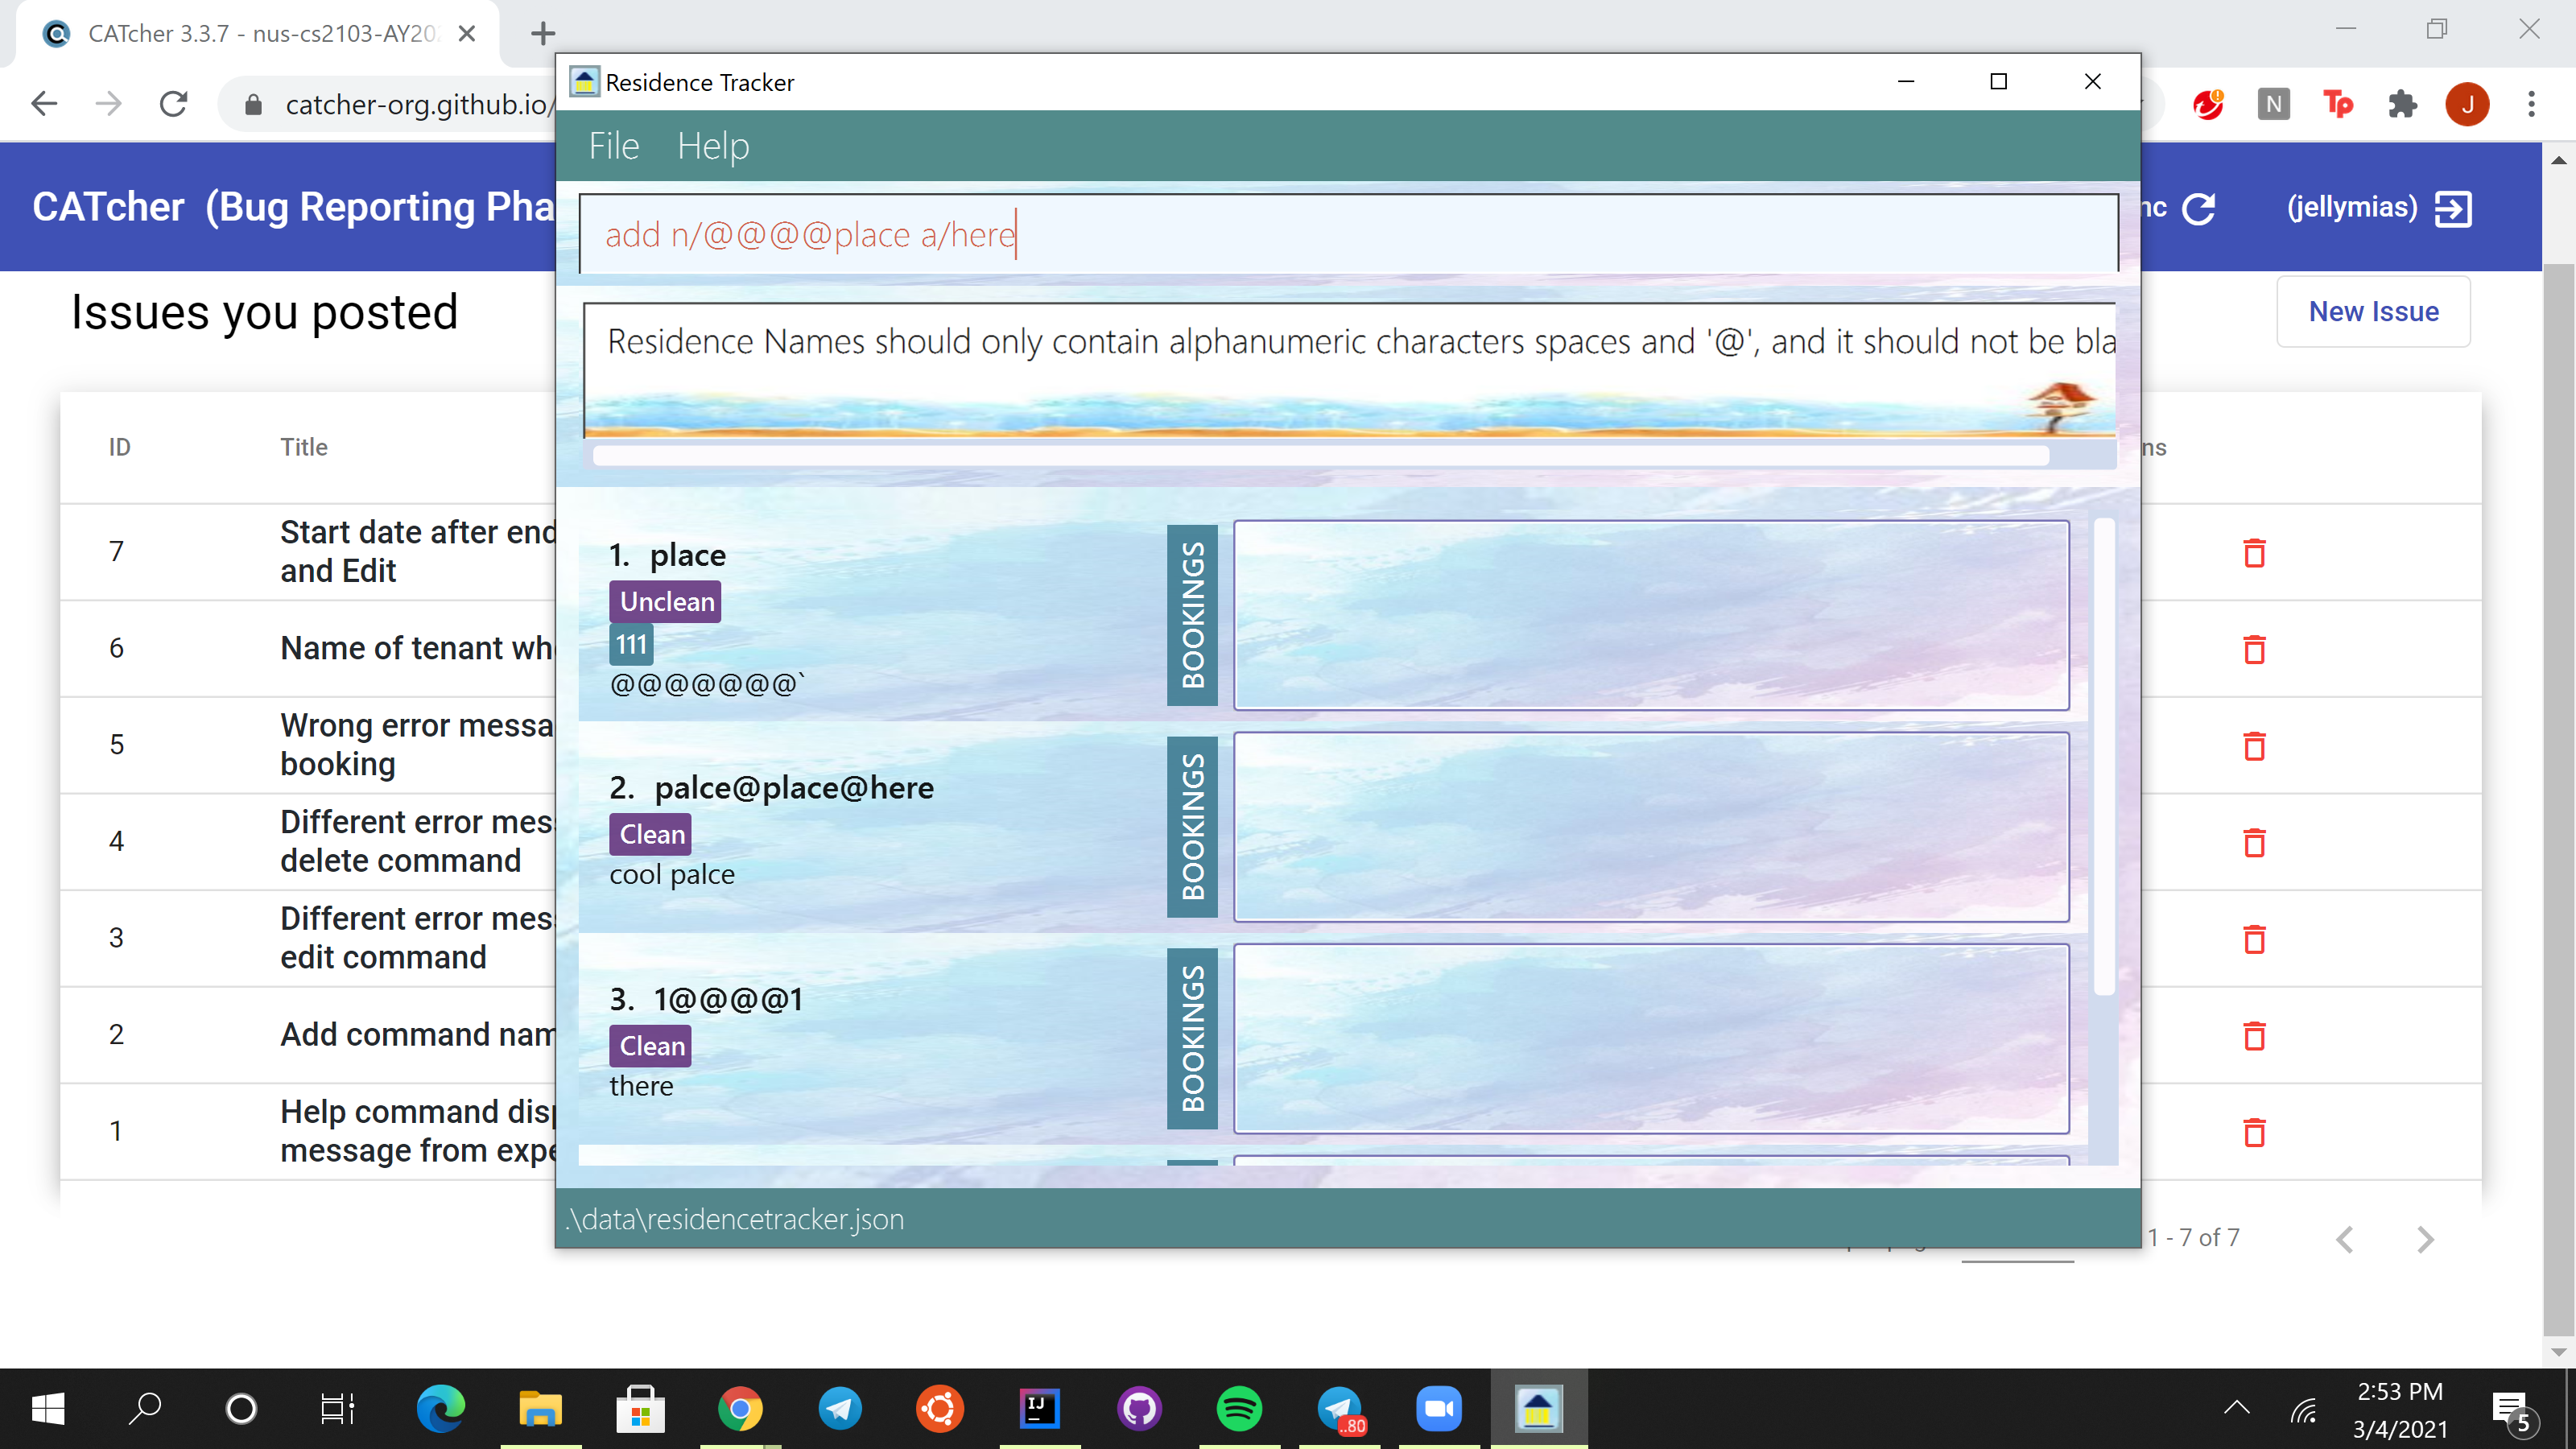 CATcher 3.3.7 - nus-cs2103-AY20
catcher-org.github.io/
Residence Tracker
N
Tp
J
File Help
CATcher (Bug Reporting Pha
nc
(jellymias)
add n/@@@@place a/here
Issues you posted
New Issue
Residence Names should only contain alphanumeric characters spaces and '@', and it should not be bla
ID Title
ns
7 Start date after end
and Edit
6 Name of tenant wh
5 Wrong error messa
booking
4 Different error mes
delete command
3 Different error mes
edit command
2 Add command nam
1 Help command disp
message from expe
1. place
Unclean
111
@@@@@@@`
BOOKINGS
2. palce@place@here
Clean
cool palce
BOOKINGS
3. 1@@@@1
Clean
there
BOOKINGS
.\data\residencetracker.json
1 - 7 of 7
IJ
..80
2:53 PM
3/4/2021
5